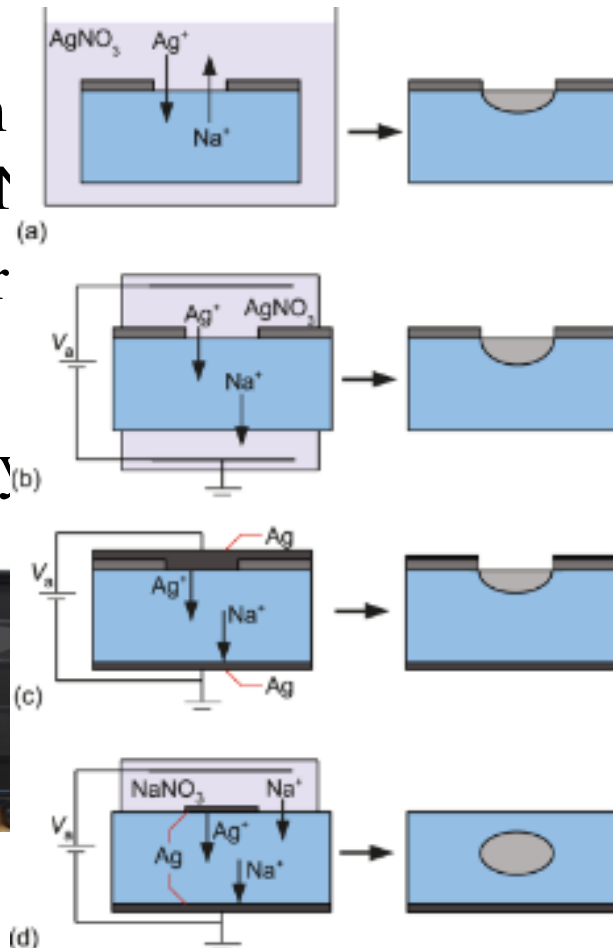 AgNO₃ Ag⁺
Na⁺
(a)
Ag⁺ AgNO₃
Vₐ
Na⁺
(b)
Ag
Vₐ
Ag⁺
Na⁺
Ag
(c)
NaNO₃ Na⁺
Vₐ
Ag⁺
Ag
Na⁺
(d)